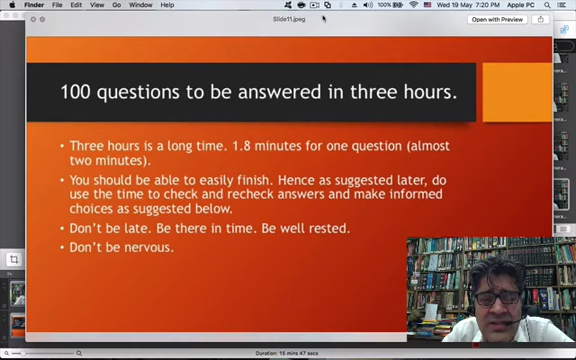 Finder File Edit View Go Window Help
100% Wed 19 May 7:20 PM Apple PC
Slide11.jpeg
Open with Preview
100 questions to be answered in three hours.
• Three hours is a long time. 1.8 minutes for one question (almost
two minutes).
• You should be able to easily finish. Hence as suggested later, do
use the time to check and recheck answers and make informed
choices as suggested below.
• Don't be late. Be there in time. Be well rested.
• Don't be nervous.
Duration: 15 mins 47 secs